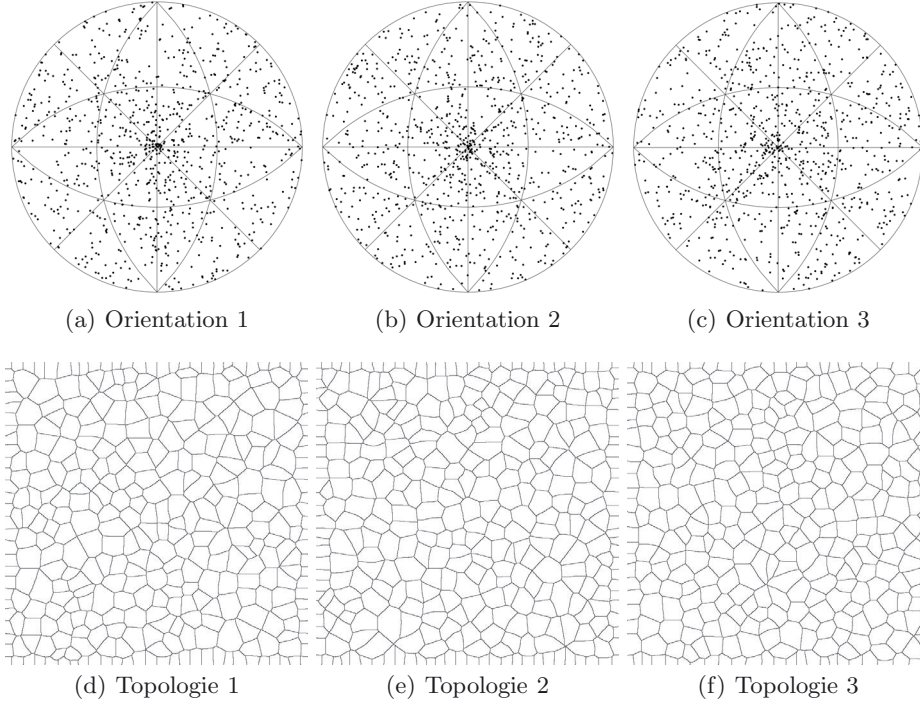 (a) Orientation 1
(b) Orientation 2
(c) Orientation 3
(d) Topologie 1
(e) Topologie 2
(f) Topologie 3